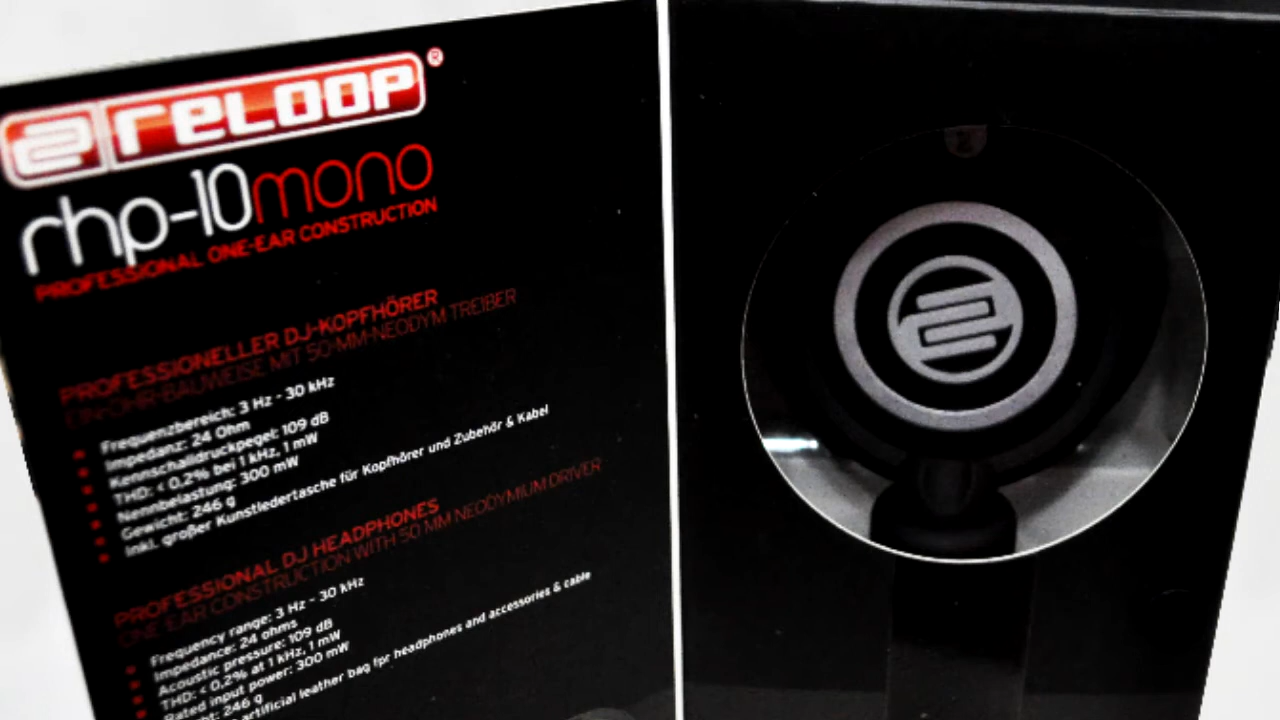 reloop®
rhp-10mono
PROFESSIONAL ONE-EAR CONSTRUCTION
PROFESSIONELLER DJ-KOPFHÖRER
EIN-OHR-BAUWEISE MIT 50-MM-NEODYM TREIBER
Frequenzbereich: 3 Hz - 30 kHz
Impedanz: 24 Ohm
Kennschalldruckpegel: 109 dB
THD: < 0,2% bei 1 kHz, 1 mW
Nennbelastung: 300 mW
Gewicht: 246 g
Inkl. großer Kunstledertasche für Kopfhörer und Zubehör & Kabel
PROFESSIONAL DJ HEADPHONES
ONE EAR CONSTRUCTION WITH 50 MM NEODYMIUM DRIVER
Frequency range: 3 Hz - 30 kHz
Impedance: 24 ohms
Acoustic pressure: 109 dB
THD: < 0,2% at 1 kHz, 1 mW
Rated input power: 300 mW
246 g
artificial leather bag for headphones and accessories & cable